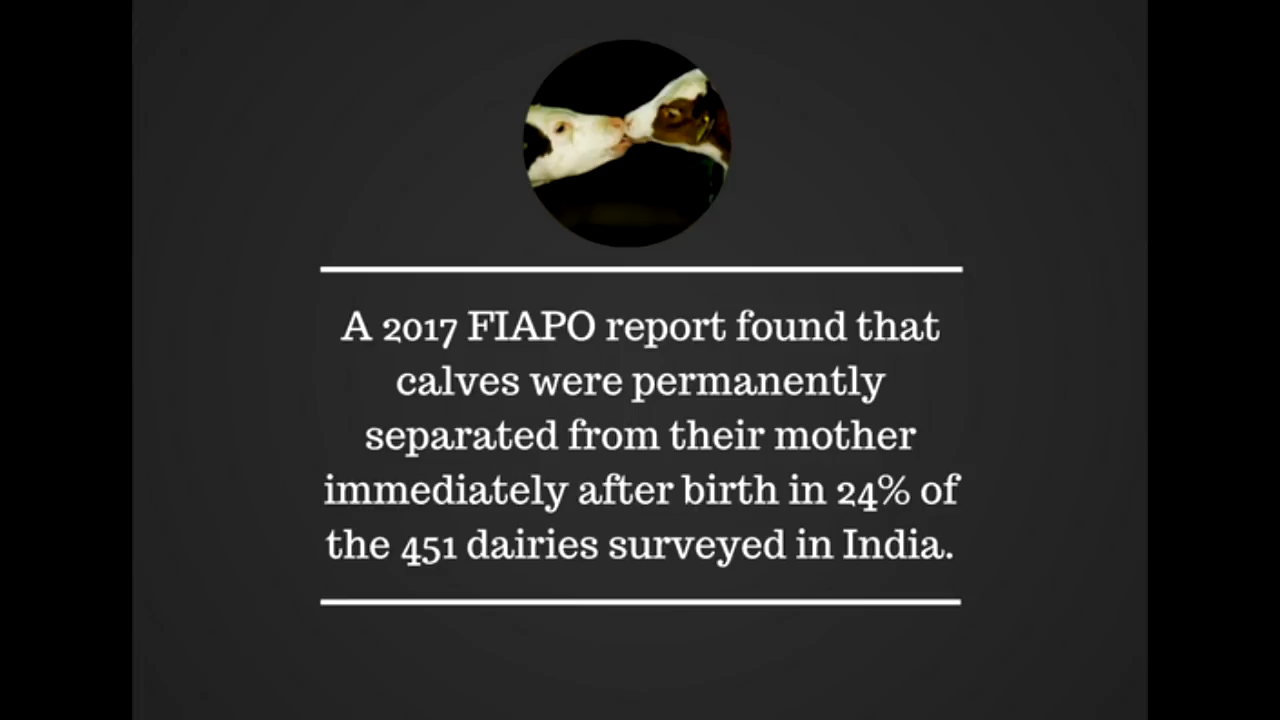 A 2017 FIAPO report found that
calves were permanently
separated from their mother
immediately after birth in 24% of
the 451 dairies surveyed in India.